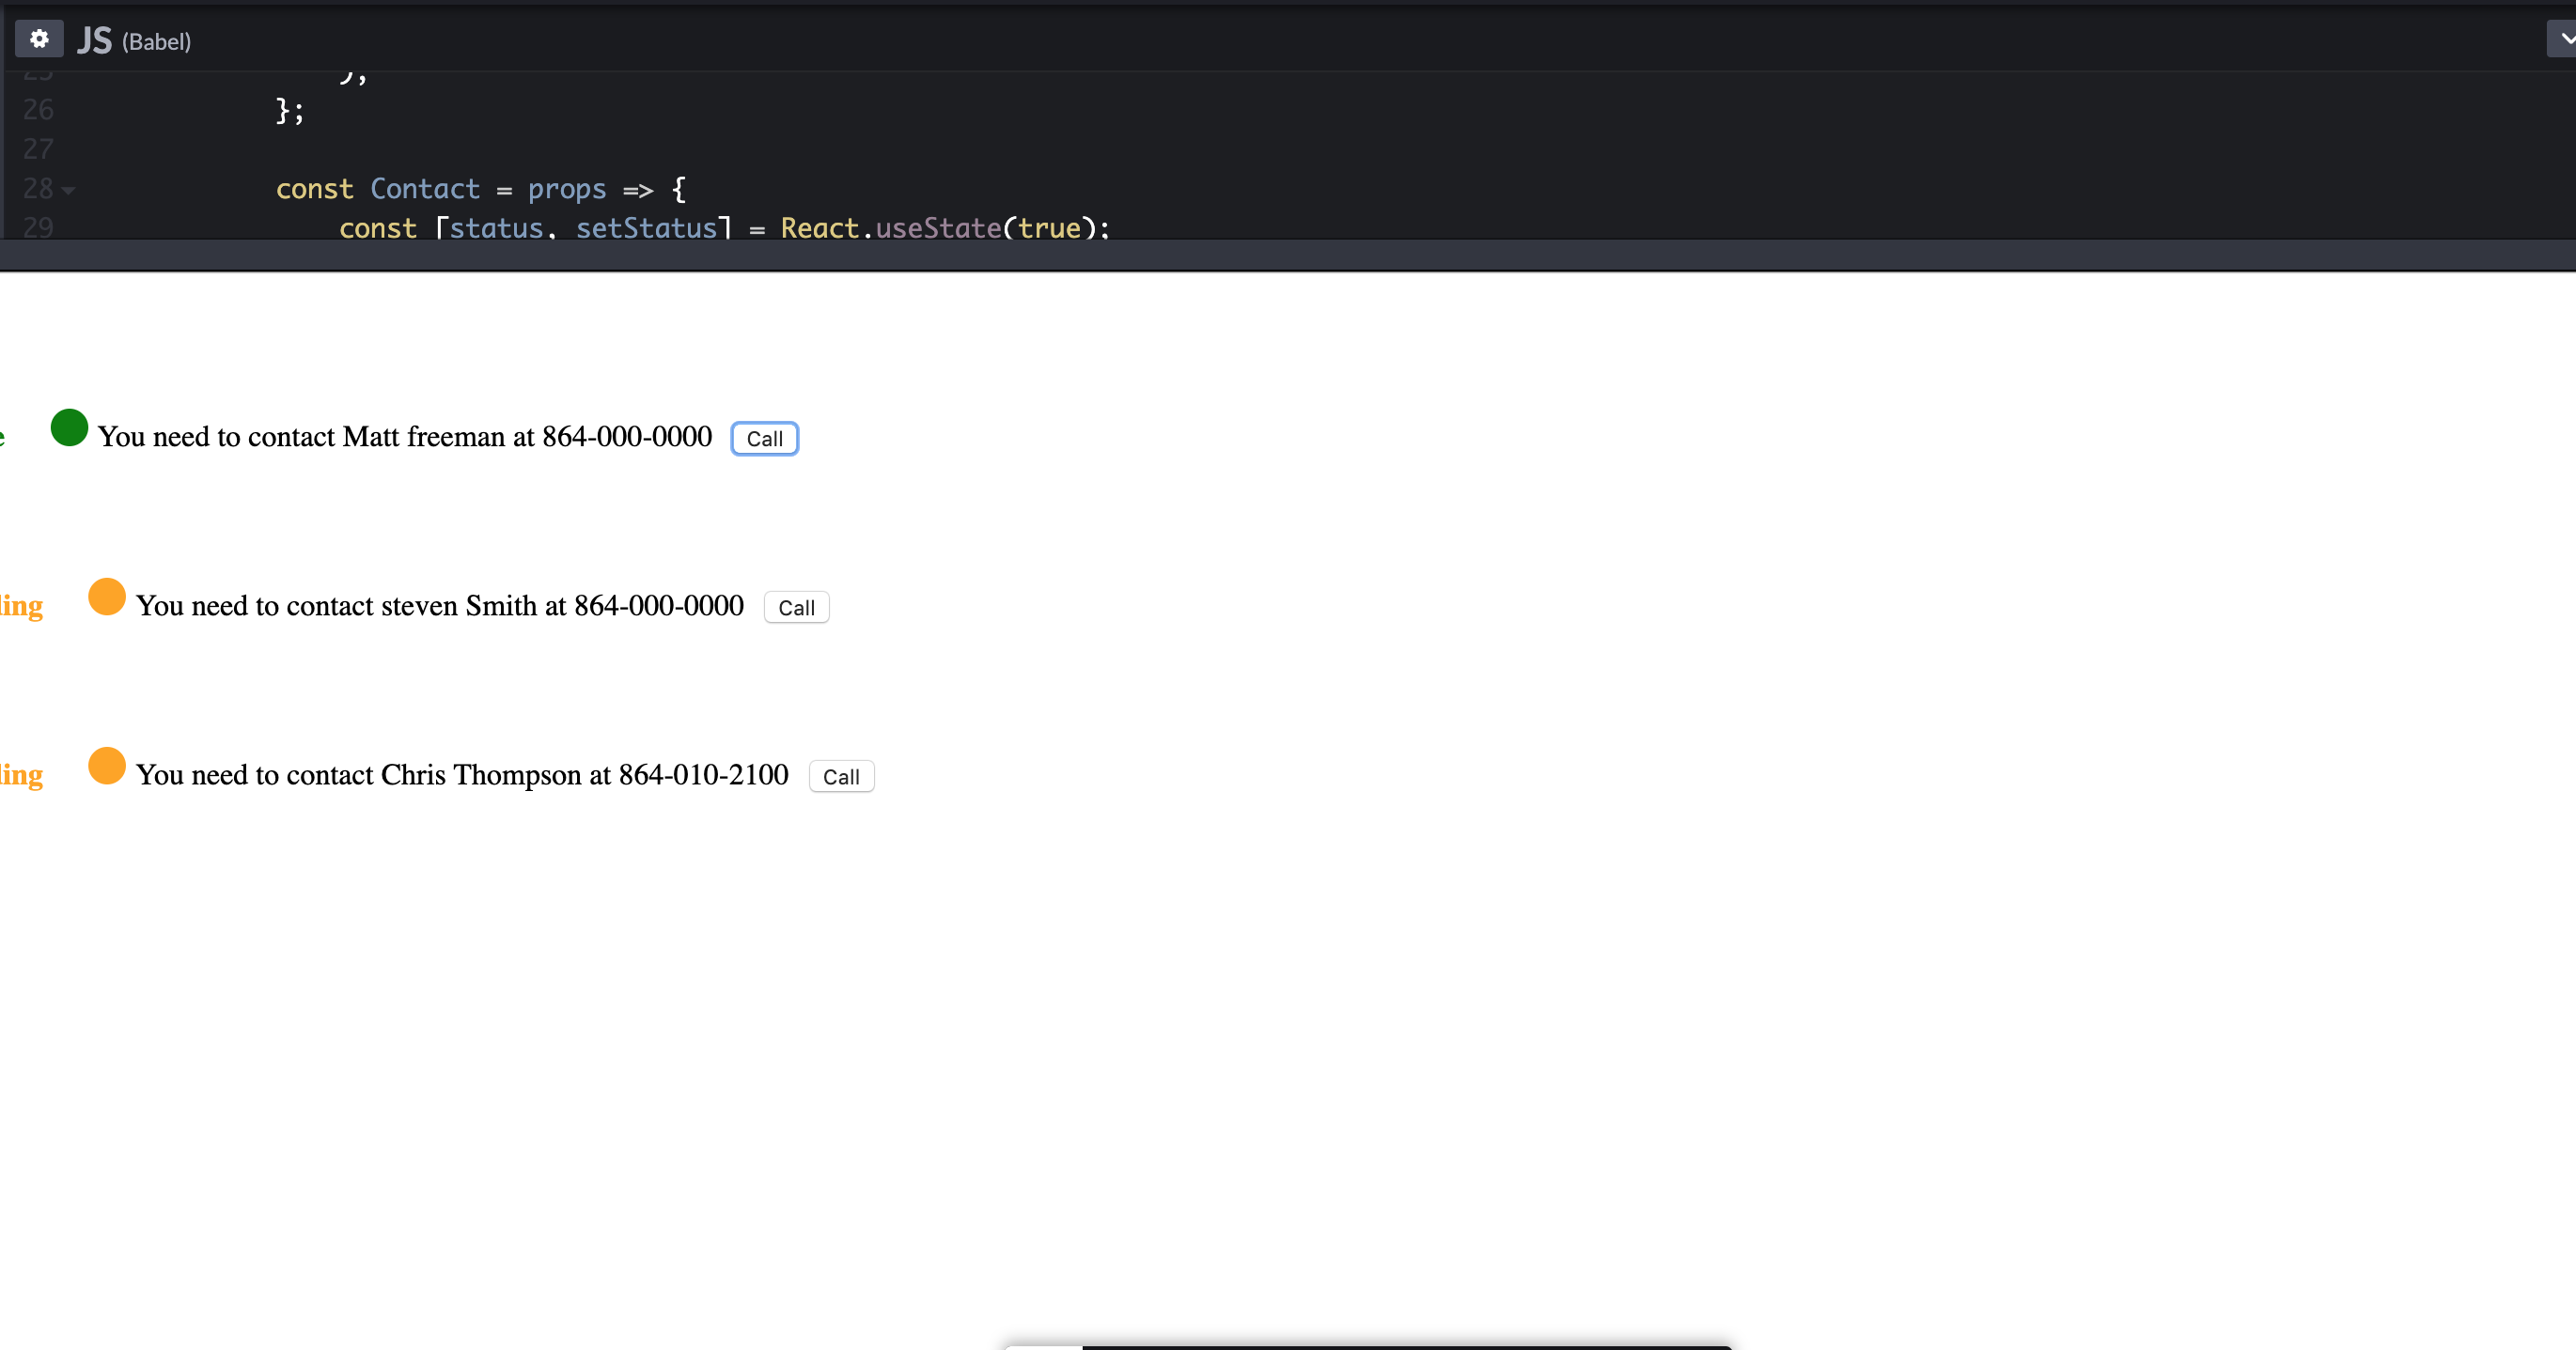 JS (Babel)
26 };
27
28 const Contact = props => {
29 const [status, setStatus] = React.useState(true);
You need to contact Matt freeman at 864-000-0000 Call
ling You need to contact steven Smith at 864-000-0000 Call
ling You need to contact Chris Thompson at 864-010-2100 Call